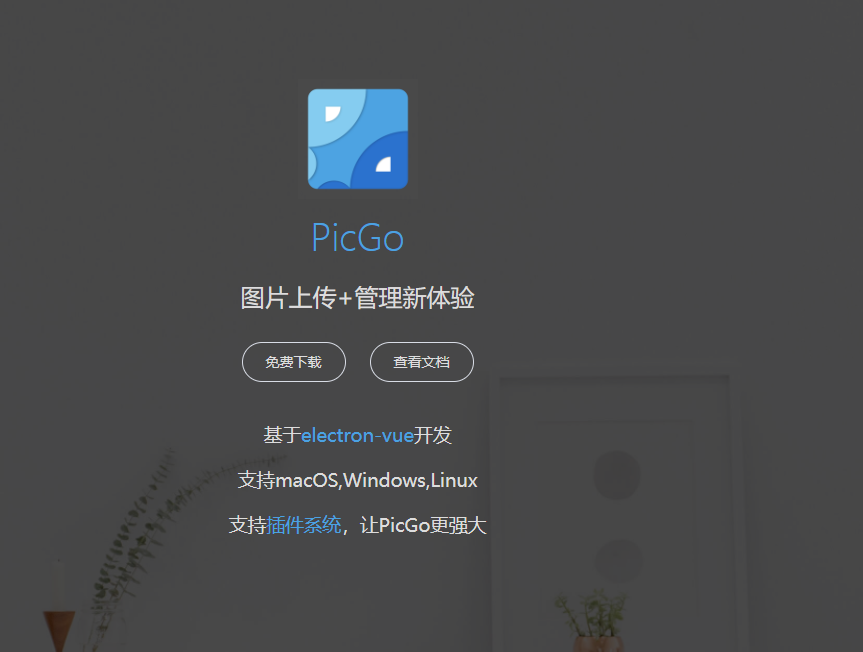 PicGo
图片上传+管理新体验
免费下载 查看文档
基于electron-vue开发
支持macOS,Windows,Linux
支持插件系统，让PicGo更强大